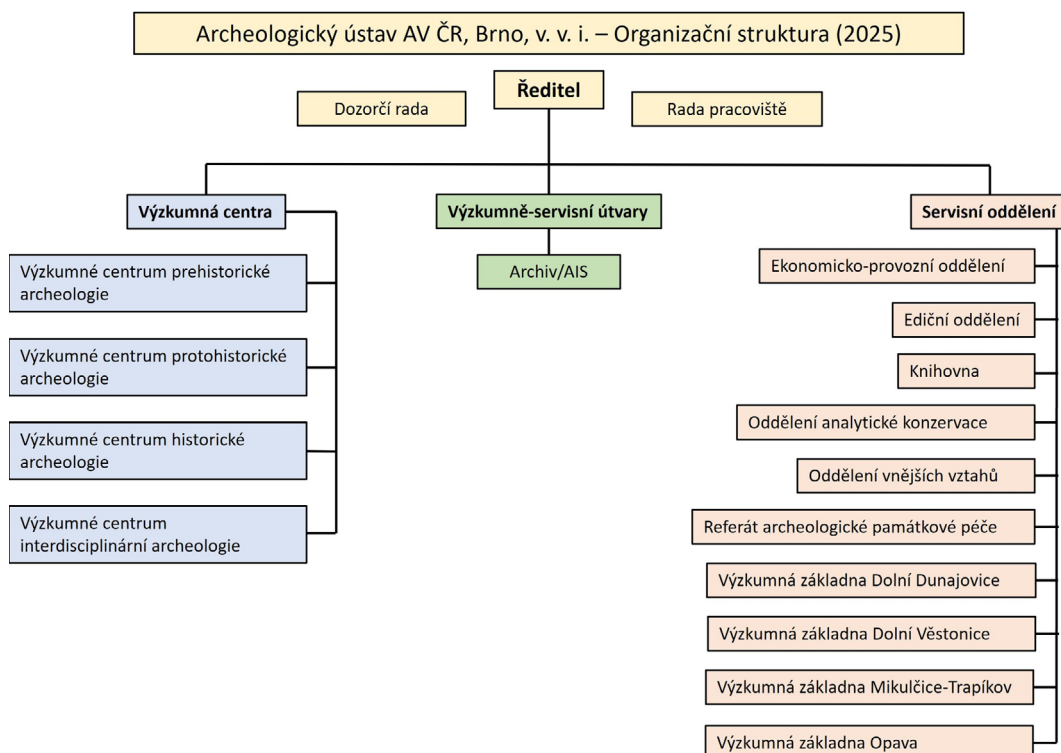 Archeologický ústav AV ČR, Brno, v. v. i. – Organizační struktura (2025)
Ředitel
Dozorčí rada
Rada pracoviště
Výzkumná centra
Výzkumné centrum prehistorické
archeologie
Výzkumné centrum protohistorické
archeologie
Výzkumné centrum historické
archeologie
Výzkumné centrum
interdisciplinární archeologie
Výzkumně-servisní útvary
Archiv/AIS
Servisní oddělení
Ekonomicko-provozní oddělení
Ediční oddělení
Knihovna
Oddělení analytické konzervace
Oddělení vnějších vztahů
Referát archeologické památkové péče
Výzkumná základna Dolní Dunajovice
Výzkumná základna Dolní Věstonice
Výzkumná základna Mikulčice-Trapíkov
Výzkumná základna Opava